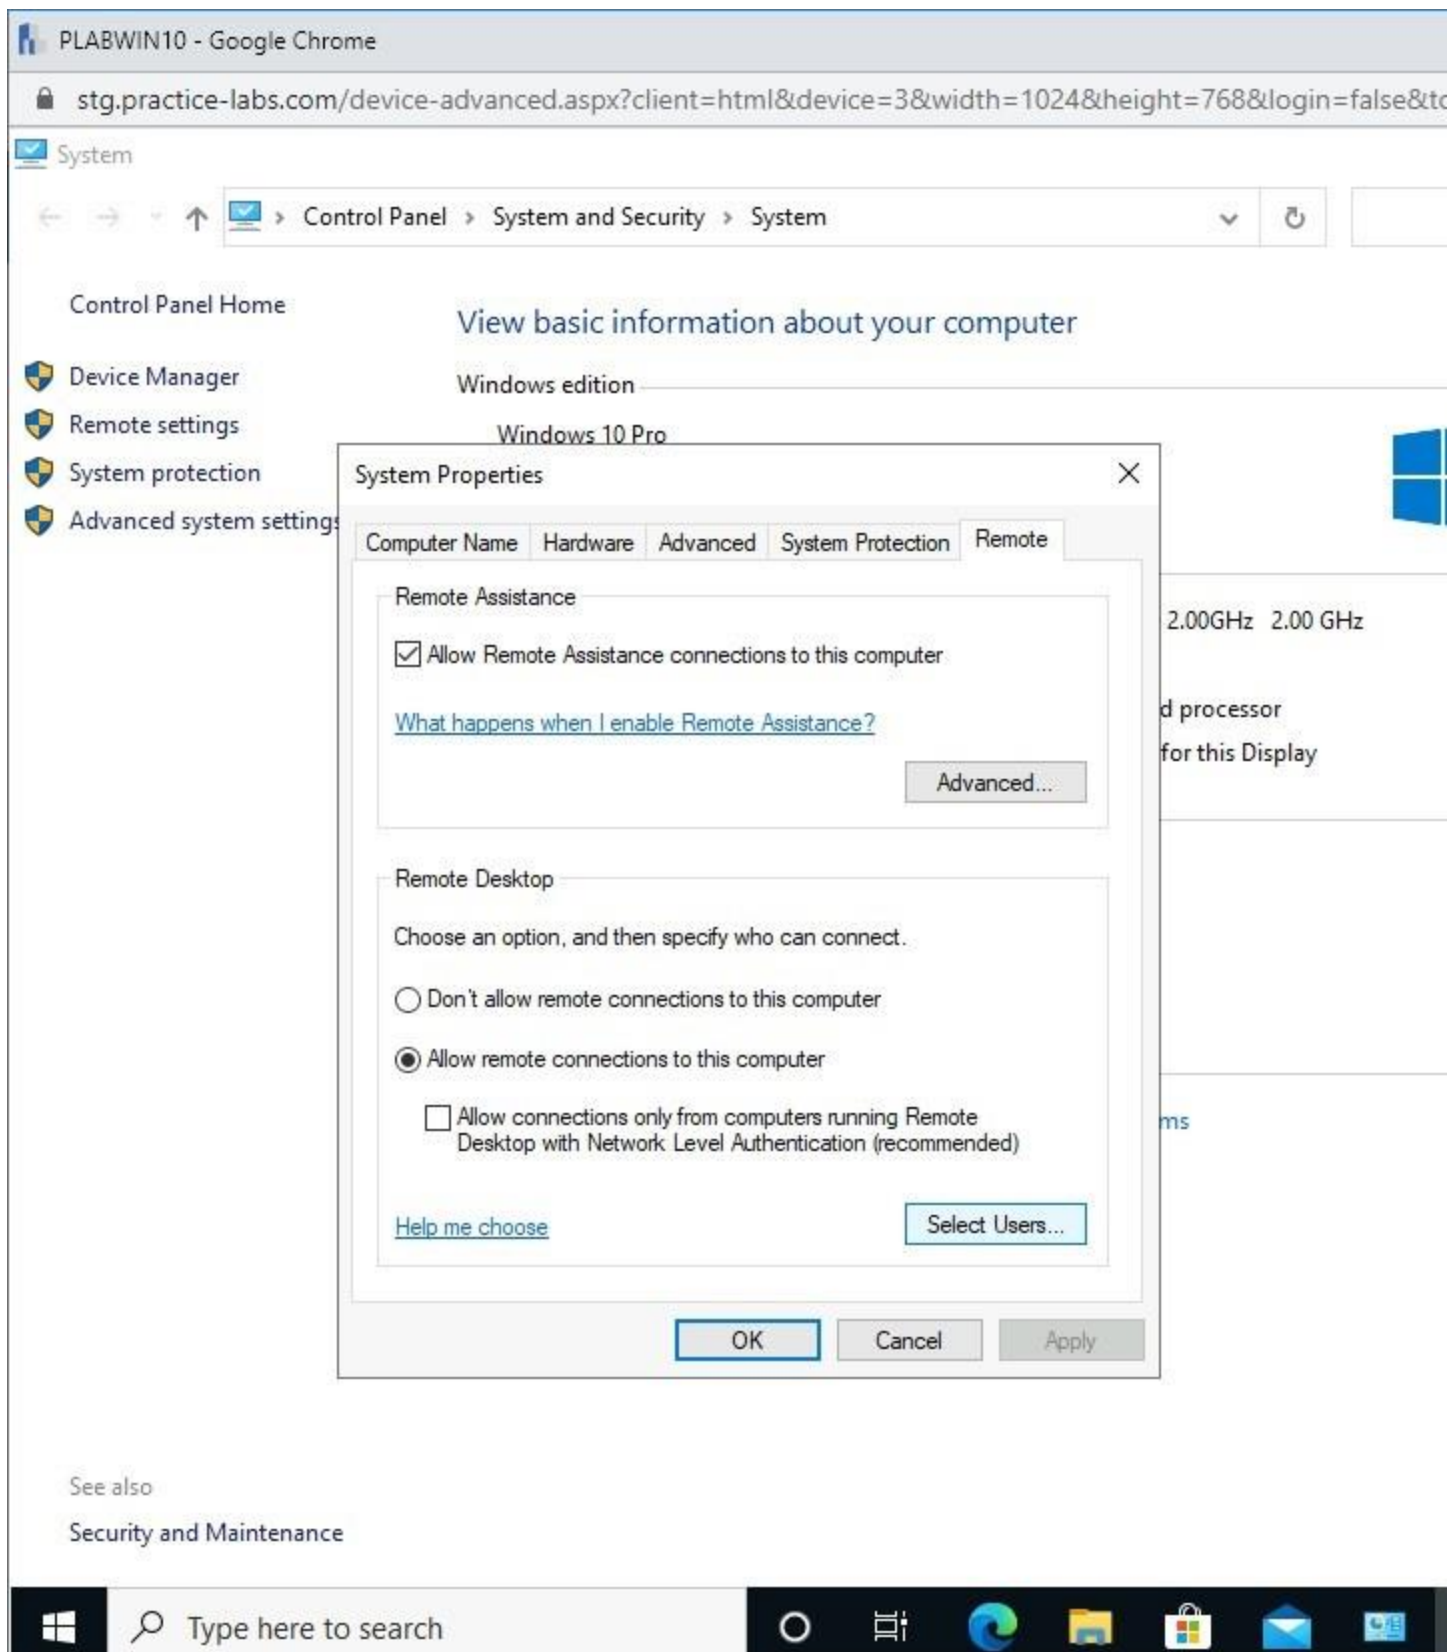 PLABWIN10 - Google Chrome
stg.practice-labs.com/device-advanced.aspx?client=html&device=3&width=1024&height=768&login=false&to
System
Control Panel › System and Security › System
Control Panel Home
Device Manager
Remote settings
System protection
Advanced system settings
View basic information about your computer
Windows edition
Windows 10 Pro
2.00GHz 2.00 GHz
d processor
for this Display
ms
System Properties
Computer Name Hardware Advanced System Protection Remote
Remote Assistance
Allow Remote Assistance connections to this computer
What happens when I enable Remote Assistance?
Advanced...
Remote Desktop
Choose an option, and then specify who can connect.
Don't allow remote connections to this computer
Allow remote connections to this computer
Allow connections only from computers running Remote
Desktop with Network Level Authentication (recommended)
Help me choose
Select Users...
OK Cancel Apply
See also
Security and Maintenance
Type here to search